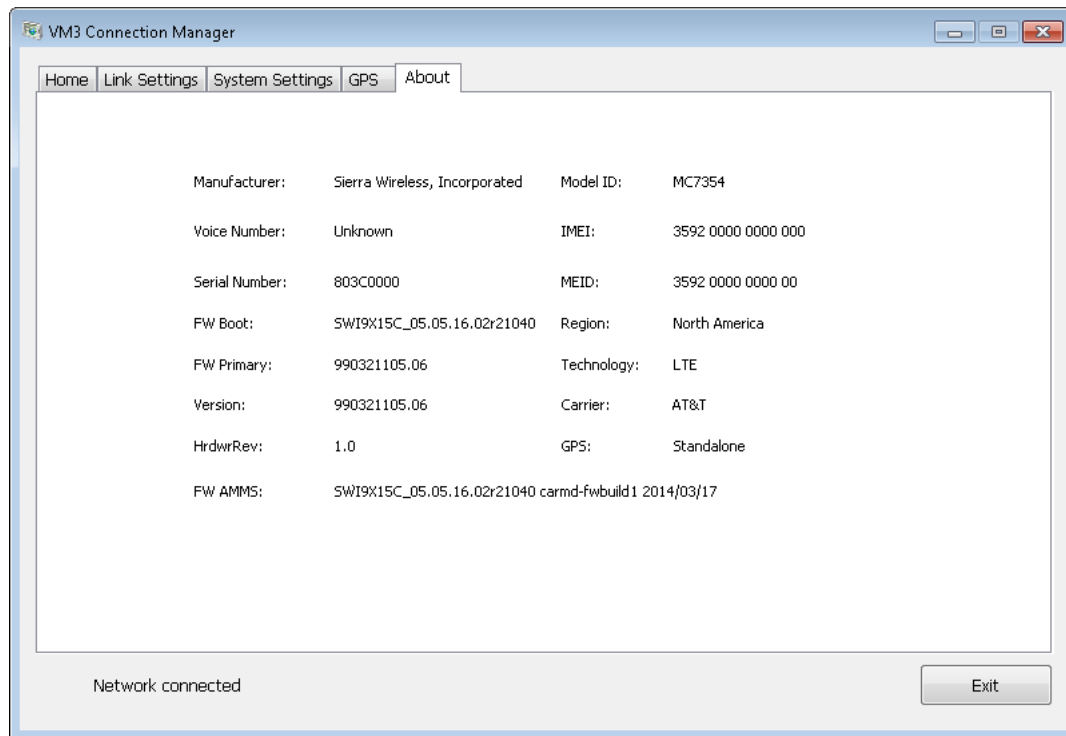 VM3 Connection Manager
Home Link Settings System Settings GPS About
Manufacturer: Sierra Wireless, Incorporated Model ID: MC7354
Voice Number: Unknown IMEI: 3592 0000 0000 000
Serial Number: 803C0000 MEID: 3592 0000 0000 00
FW Boot: SWI9X15C_05.05.16.02r21040 Region: North America
FW Primary: 990321105.06 Technology: LTE
Version: 990321105.06 Carrier: AT&T
HrdwrRev: 1.0 GPS: Standalone
FW AMMS: SWI9X15C_05.05.16.02r21040 carmd-fwbuild1 2014/03/17
Network connected Exit